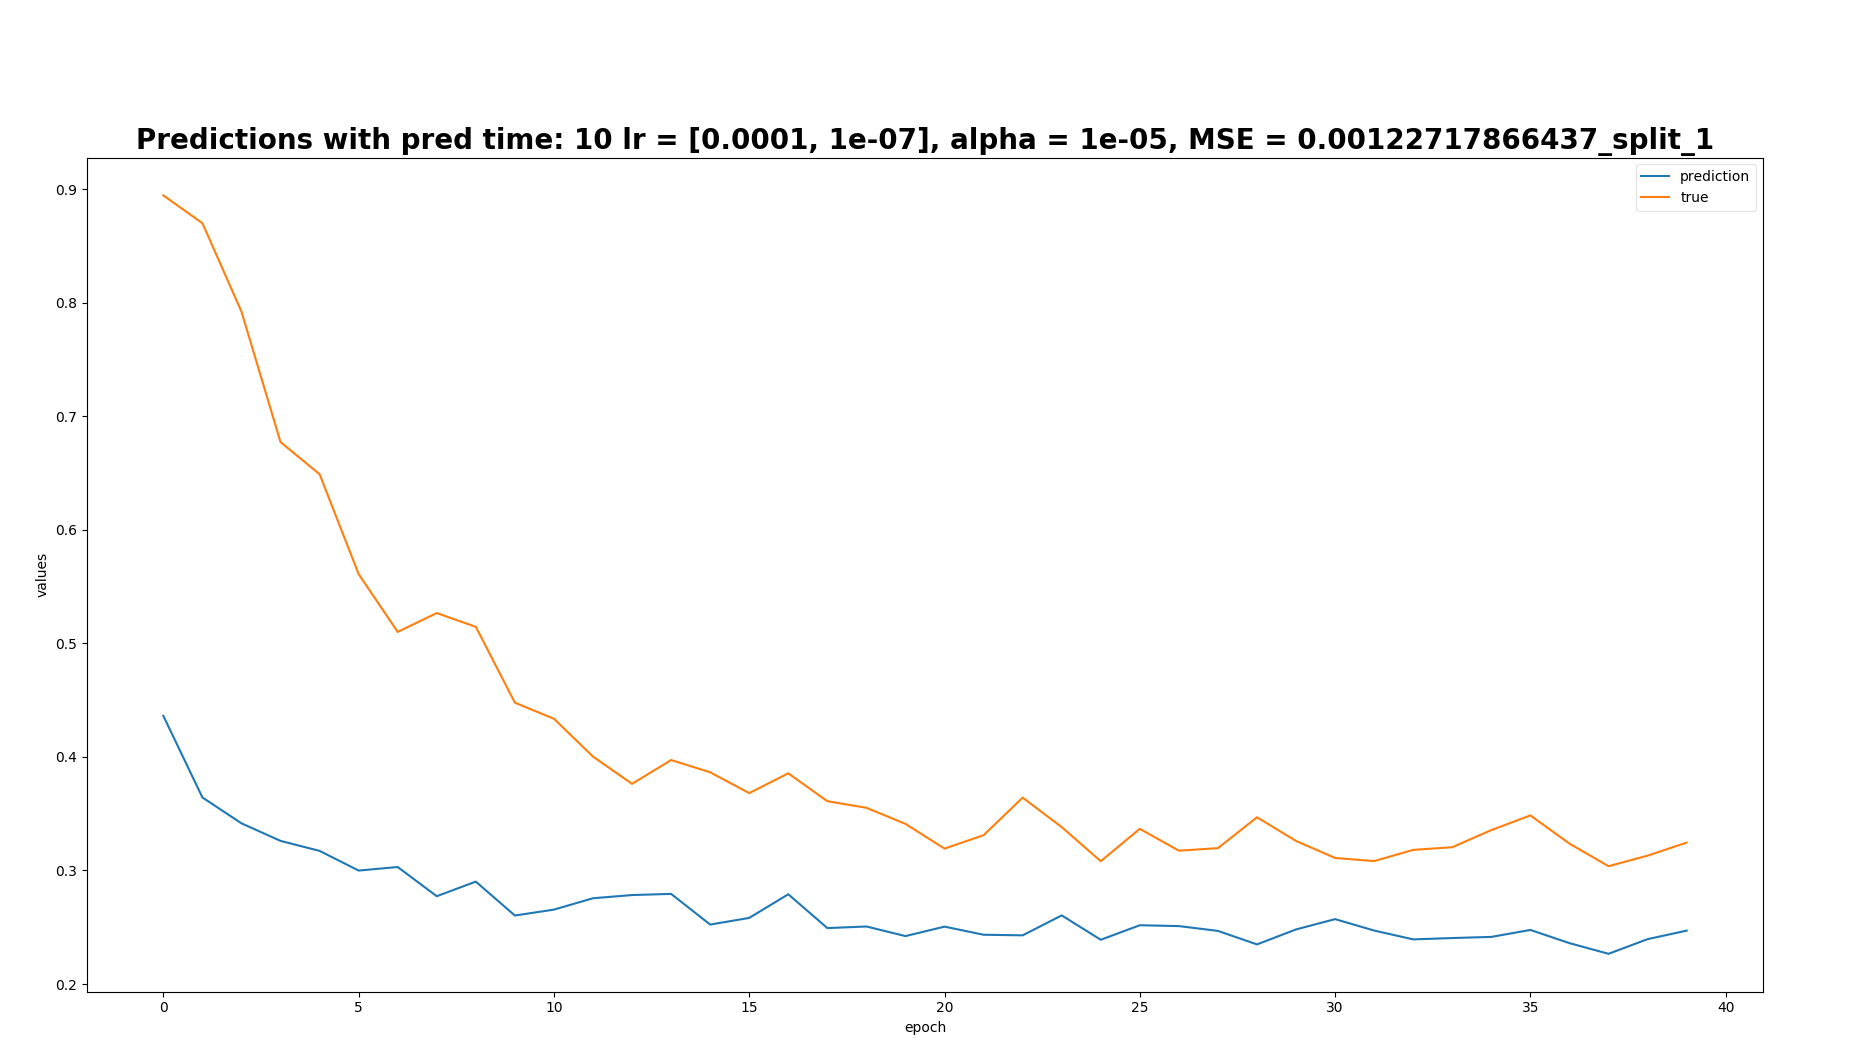 Predictions with pred time: 10 lr = [0.0001, 1e-07], alpha = 1e-05, MSE = 0.00122717866437_split_1
prediction
true
0.9
0.8
0.7
0.6
0.5
0.4
0.3
0.2
values
0 5 10 15 20 25 30 35 40
epoch